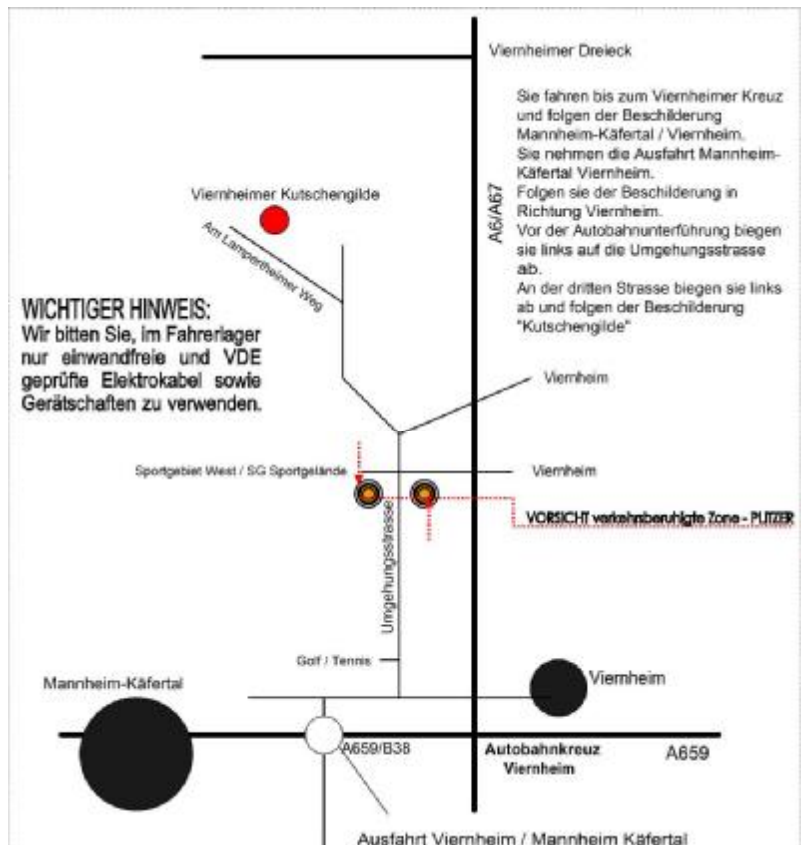 Viernheimer Dreieck
Sie fahren bis zum Viernheimer Kreuz
und folgen der Beschilderung
Mannheim-Käfertal / Viernheim.
Sie nehmen die Ausfahrt Mannheim-
Käfertal Viernheim.
Folgen sie der Beschilderung in
Richtung Viernheim.
Vor der Autobahnunterführung biegen
sie links auf die Umgehungsstrasse
ab.
An der dritten Strasse biegen sie links
ab und folgen der Beschilderung
"Kutschengilde"
A6/A67
Viernheimer Kutschengilde
Am Lampertheimer Weg
WICHTIGER HINWEIS:
Wir bitten Sie, im Fahrerlager
nur einwandfreie und VDE
geprüfte Elektrokabel sowie
Gerätschaften zu verwenden.
Viernheim
Sportgebiet West / SG Sportgelände
Viernheim
VORSICHT verkehrsberuhigte Zone - PLITZER
Umgehungsstrasse
Golf / Tennis
Mannheim-Käfertal
Viernheim
A659/B38
Autobahnkreuz
Viernheim
A659
Ausfahrt Viernheim / Mannheim Käfertal